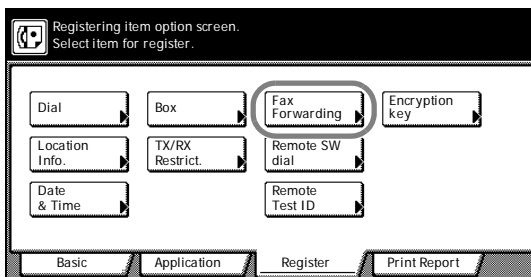 Registering item option screen.
Select item for register.
Dial
Box
Fax
Forwarding
Encryption
key
Location
Info.
TX/RX
Restrict.
Remote SW
dial
Date
& Time
Remote
Test ID
Basic
Application
Register
Print Report